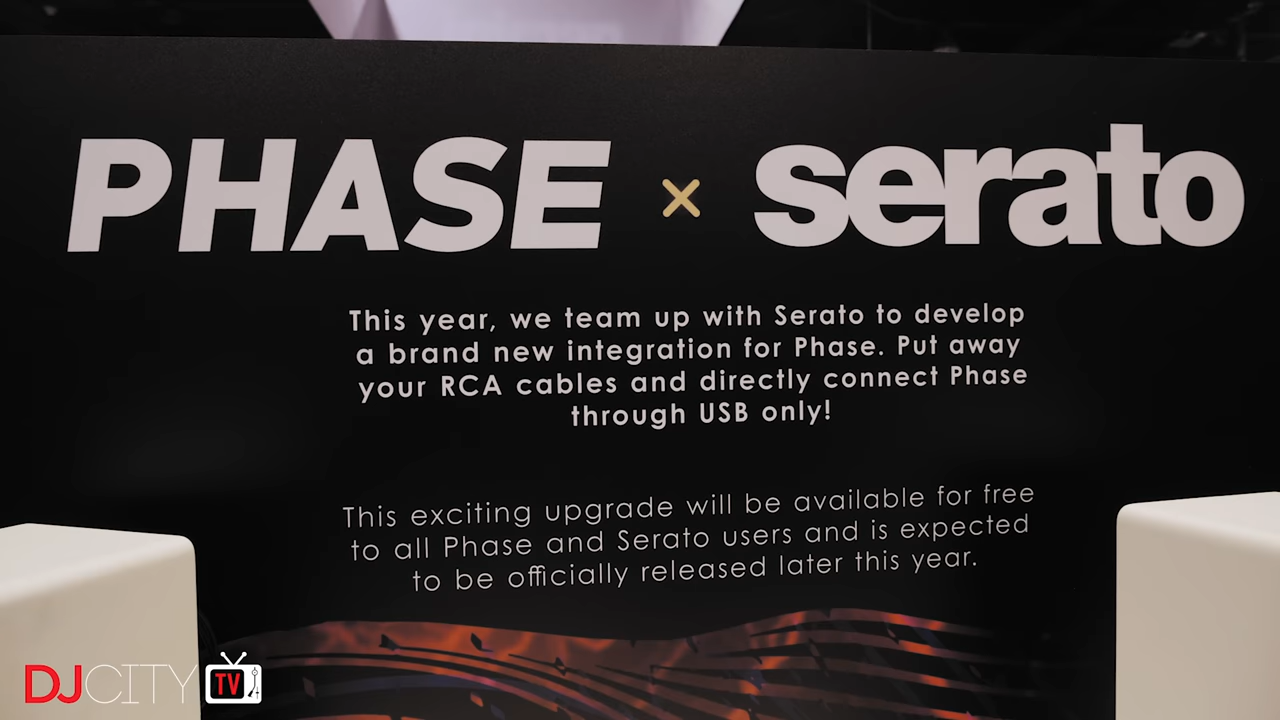 PHASE × serato
This year, we team up with Serato to develop
a brand new integration for Phase. Put away
your RCA cables and directly connect Phase
through USB only!
This exciting upgrade will be available for free
to all Phase and Serato users and is expected
to be officially released later this year.
DJCITY TV